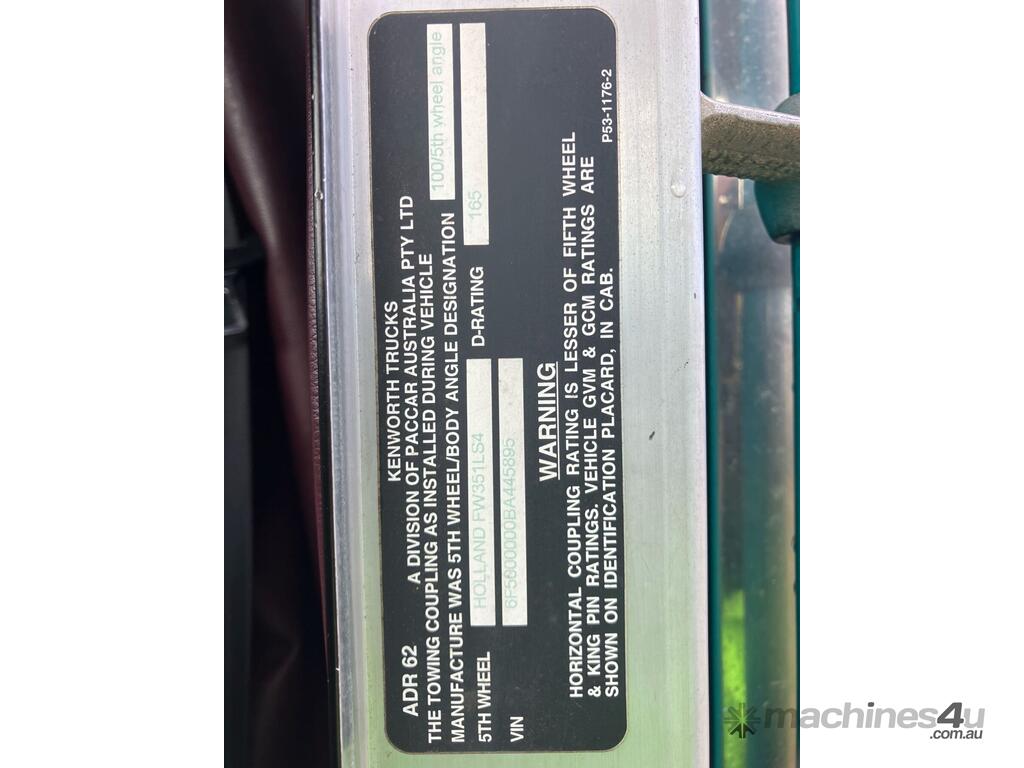 KENWORTH TRUCKS
ADR 62 A DIVISION OF PACCAR AUSTRALIA PTY LTD
THE TOWING COUPLING AS INSTALLED DURING VEHICLE
MANUFACTURE WAS 5TH WHEEL/BODY ANGLE DESIGNATION 100/5th wheel angle
5TH WHEEL HOLLAND FW351LS4 D-RATING 165
VIN 6F5600000BA445895
WARNING
HORIZONTAL COUPLING RATING IS LESSER OF FIFTH WHEEL
& KING PIN RATINGS. VEHICLE GVM & GCM RATINGS ARE
SHOWN ON IDENTIFICATION PLACARD, IN CAB.
P53-1176-2
machines4u
.com.au